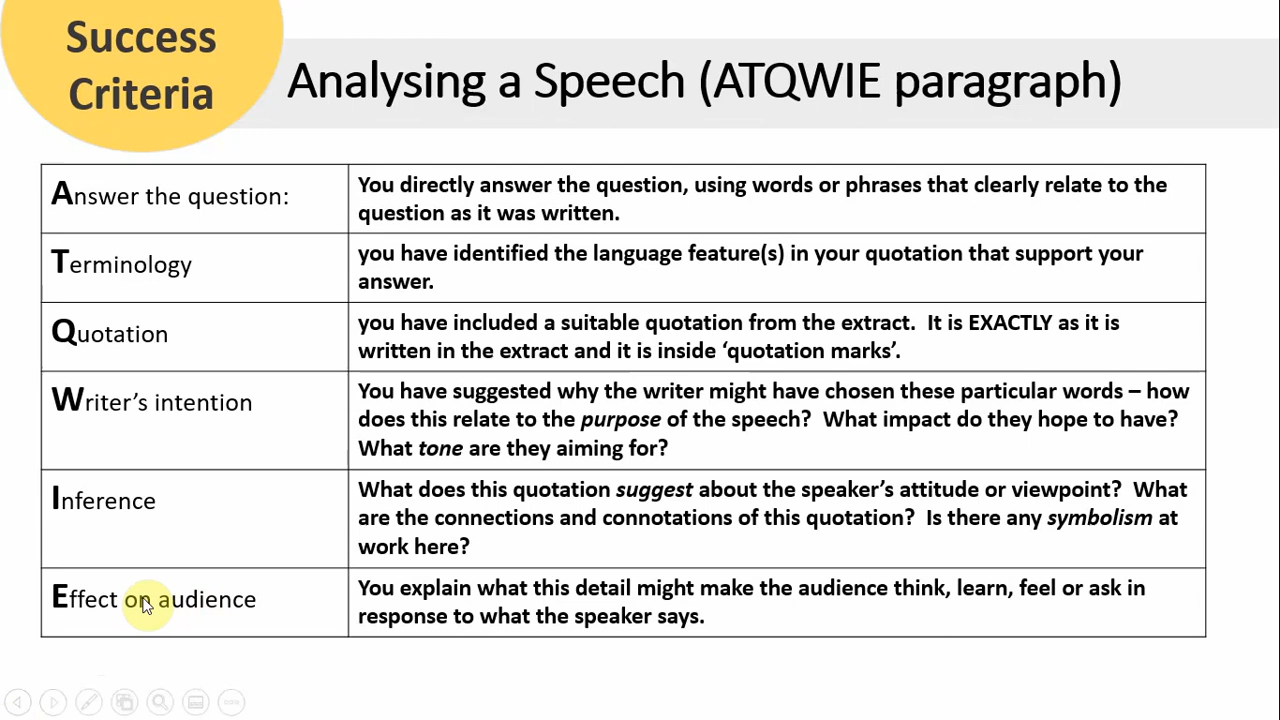 Success
Criteria
Analysing a Speech (ATQWIE paragraph)
Answer the question:
You directly answer the question, using words or phrases that clearly relate to the
question as it was written.
Terminology
you have identified the language feature(s) in your quotation that support your
answer.
Quotation
you have included a suitable quotation from the extract.  It is EXACTLY as it is
written in the extract and it is inside ‘quotation marks’.
Writer’s intention
You have suggested why the writer might have chosen these particular words – how
does this relate to the purpose of the speech?  What impact do they hope to have?
What tone are they aiming for?
Inference
What does this quotation suggest about the speaker’s attitude or viewpoint?  What
are the connections and connotations of this quotation?  Is there any symbolism at
work here?
Effect on audience
You explain what this detail might make the audience think, learn, feel or ask in
response to what the speaker says.